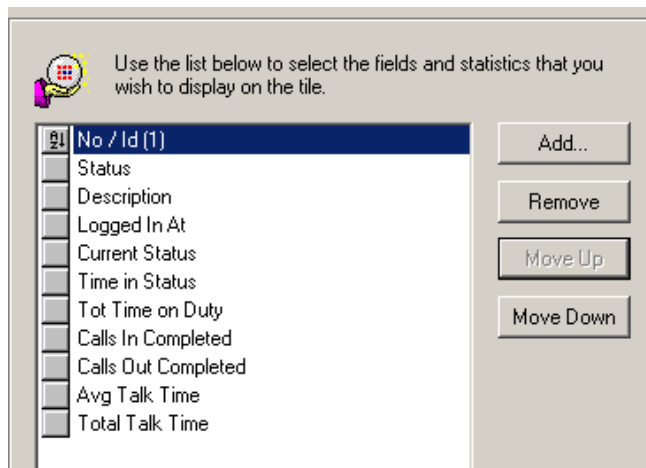 Use the list below to select the fields and statistics that you
wish to display on the tile.
No / Id (1)
Status
Description
Logged In At
Current Status
Time in Status
Tot Time on Duty
Calls In Completed
Calls Out Completed
Avg Talk Time
Total Talk Time
Add...
Remove
Move Up
Move Down